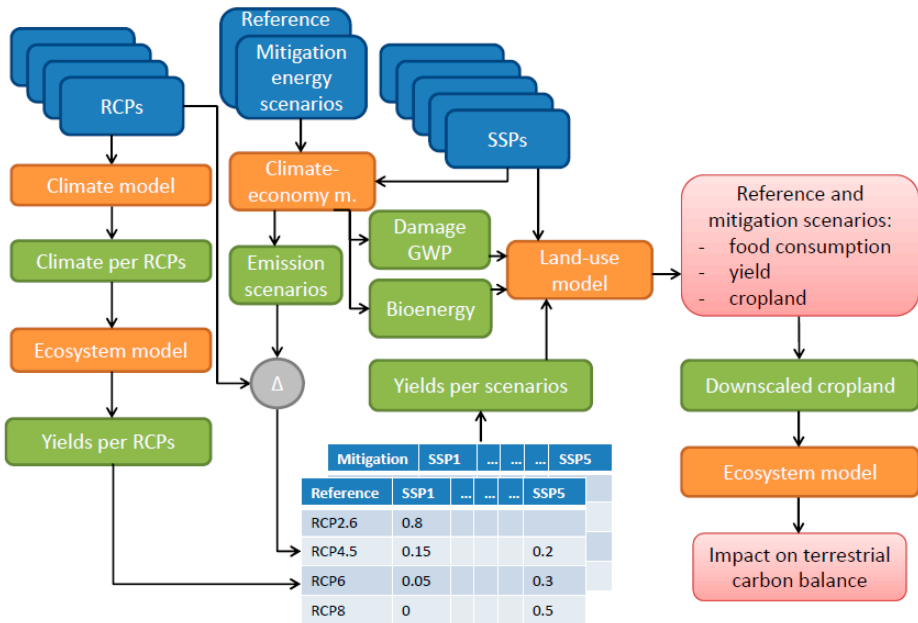 RCPs
Reference
Mitigation
energy
scenarios
SSPs
Climate model
Climate-
economy m.
Climate per RCPs
Emission
scenarios
Damage
GWP
Bioenergy
Land-use
model
Reference and
mitigation scenarios:
- food consumption
- yield
- cropland
Ecosystem model
Δ
Yields per scenarios
Downscaled cropland
Yields per RCPs
Mitigation SSP1 ... ... ... SSP5
Reference SSP1 ... ... ... SSP5
RCP2.6 0.8
RCP4.5 0.15 0.2
RCP6 0.05 0.3
RCP8 0 0.5
Ecosystem model
Impact on terrestrial
carbon balance